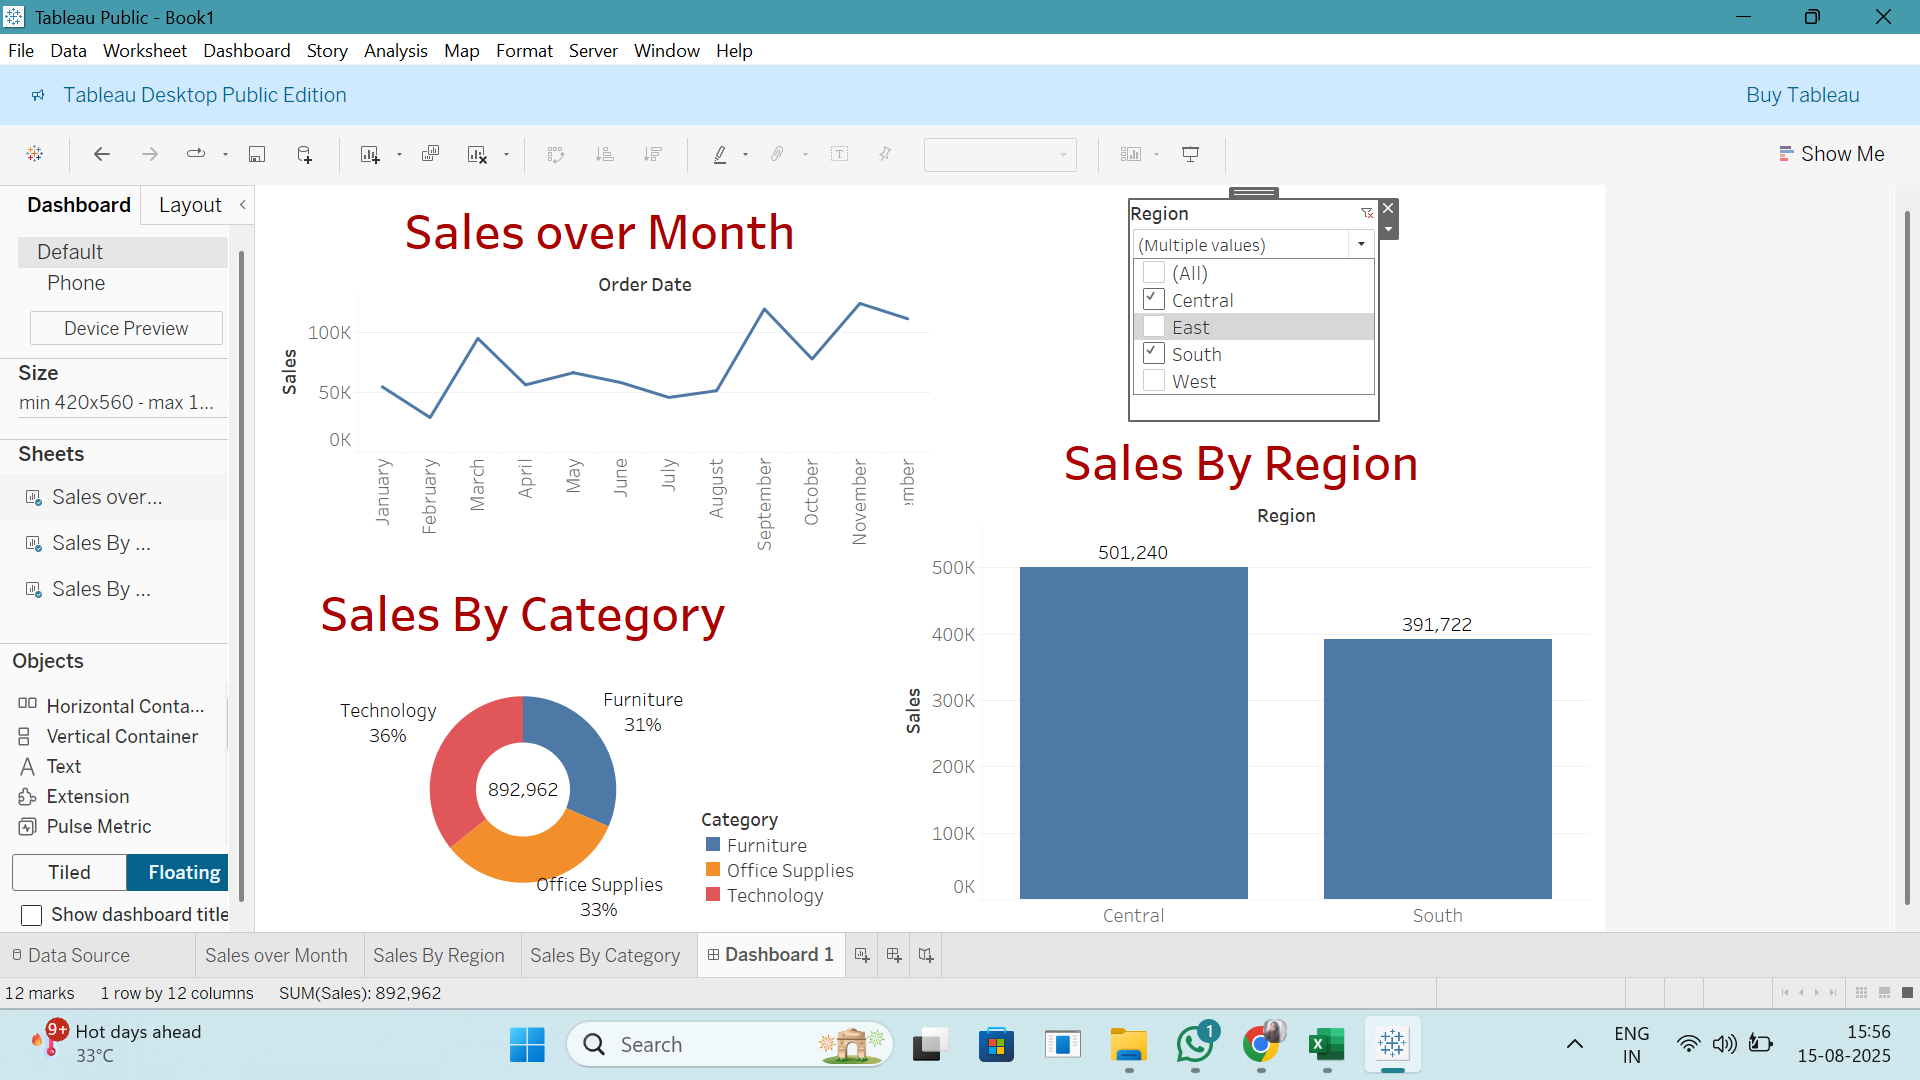 Tableau Public - Book1
File Data Worksheet Dashboard Story Analysis Map Format Server Window Help
Tableau Desktop Public Edition
Buy Tableau
Show Me
Dashboard
Layout
Default
Phone
Device Preview
Size
min 420x560 - max 1...
Sheets
Sales over...
Sales By ...
Sales By ...
Objects
Horizontal Conta...
Vertical Container
Text
Extension
Pulse Metric
Tiled
Floating
Show dashboard title
Sales over Month
Order Date
Sales
100K
50K
0K
January
February
March
April
May
June
July
August
September
October
November
ember
Region
(Multiple values)
(All)
Central
East
South
West
Sales By Region
Region
Sales
500K
400K
300K
200K
100K
0K
501,240
391,722
Central
South
Sales By Category
Technology
36%
Furniture
31%
892,962
Office Supplies
33%
Category
Furniture
Office Supplies
Technology
Data Source
Sales over Month
Sales By Region
Sales By Category
Dashboard 1
12 marks
1 row by 12 columns
SUM(Sales): 892,962
9+
Hot days ahead
33°C
Search
1
ENG
IN
15:56
15-08-2025